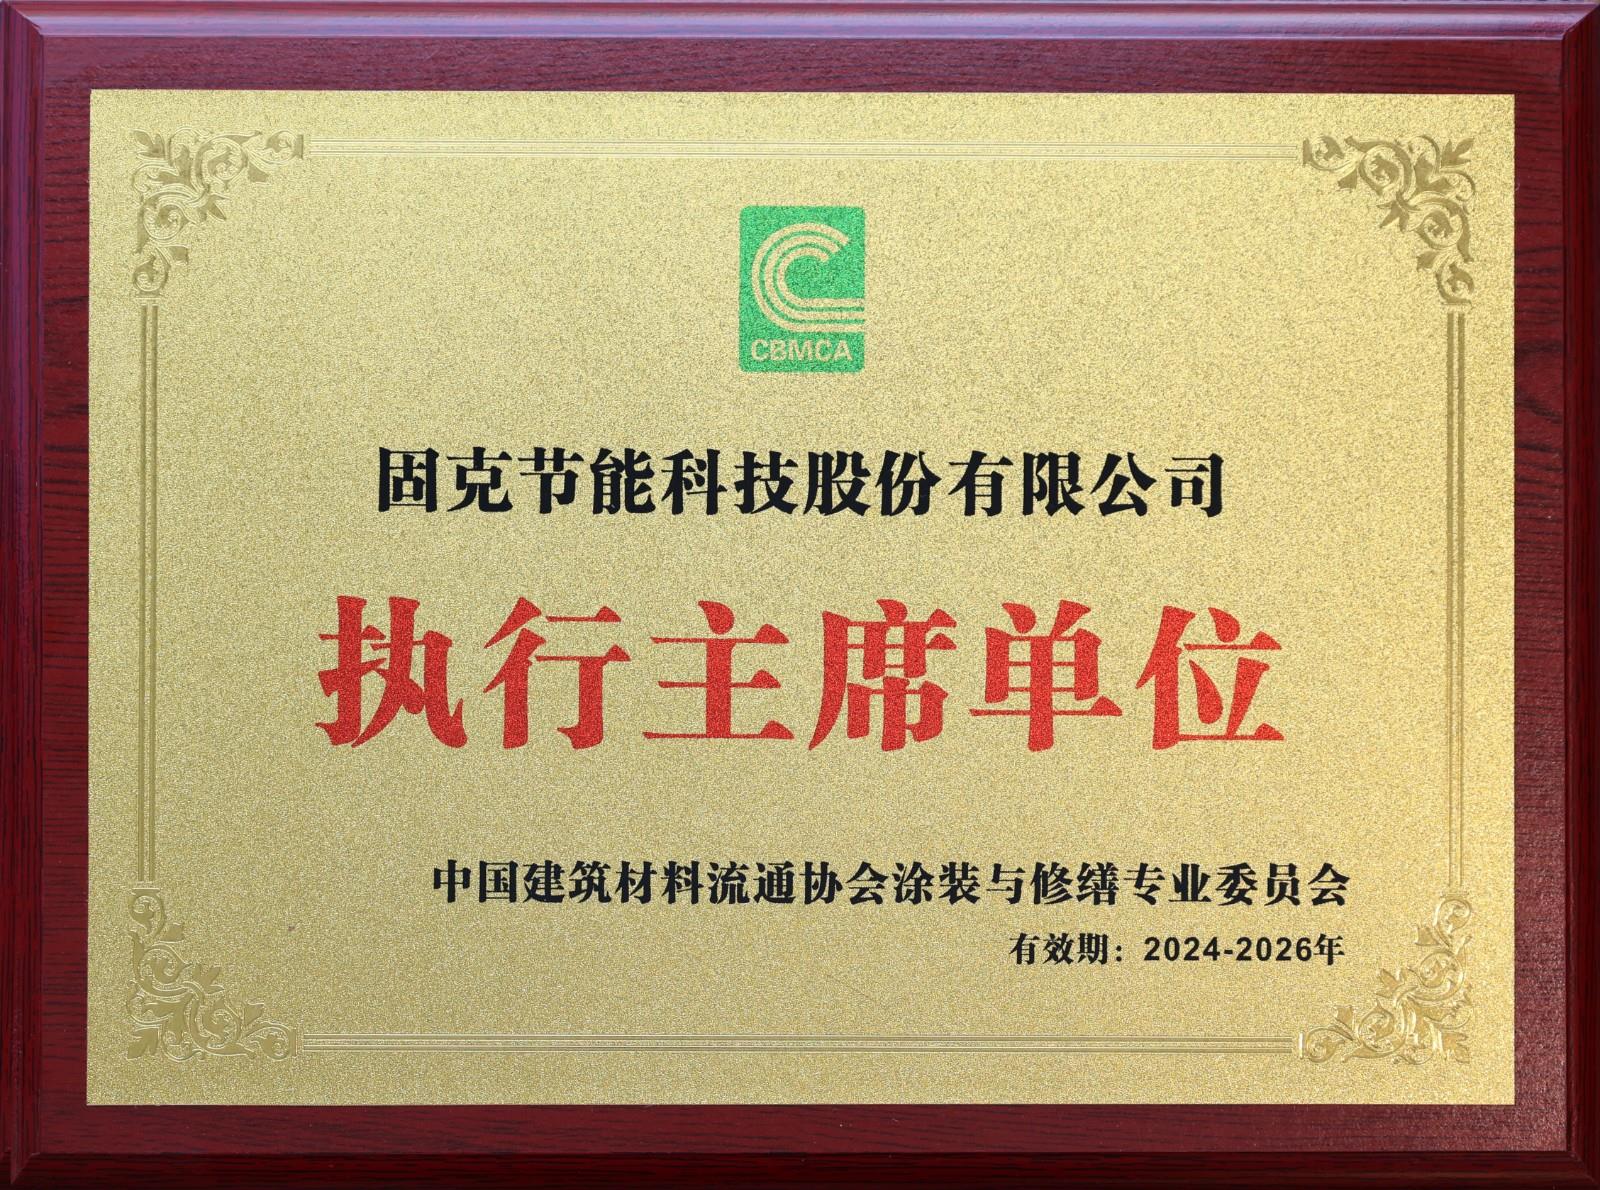 CBMCA
固克节能科技股份有限公司
执行主席单位
中国建筑材料流通协会涂装与修缮专业委员会
有效期：2024-2026年